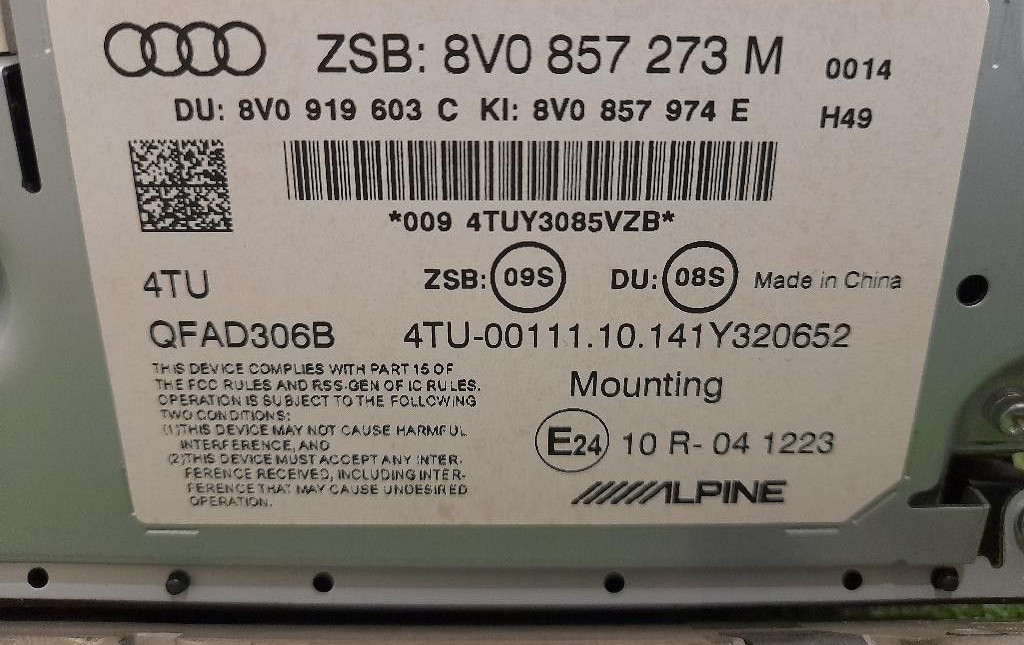 ZSB: 8V0 857 273 M 0014
DU: 8V0 919 603 C KI: 8V0 857 974 E H49
*009 4TUY3085VZB*
4TU ZSB: 09S DU: 08S Made in China
QFAD306B 4TU-00111.10.141Y320652
THIS DEVICE COMPLIES WITH PART 15 OF
THE FCC RULES AND RSS-GEN OF IC RULES.
OPERATION IS SUBJECT TO THE FOLLOWING
TWO CONDITIONS:
(1)THIS DEVICE MAY NOT CAUSE HARMFUL
INTERFERENCE, AND
(2)THIS DEVICE MUST ACCEPT ANY INTER-
FERENCE RECEIVED, INCLUDING INTER-
FERENCE THAT MAY CAUSE UNDESIRED
OPERATION.
Mounting
E24 10 R- 04 1223
ALPINE